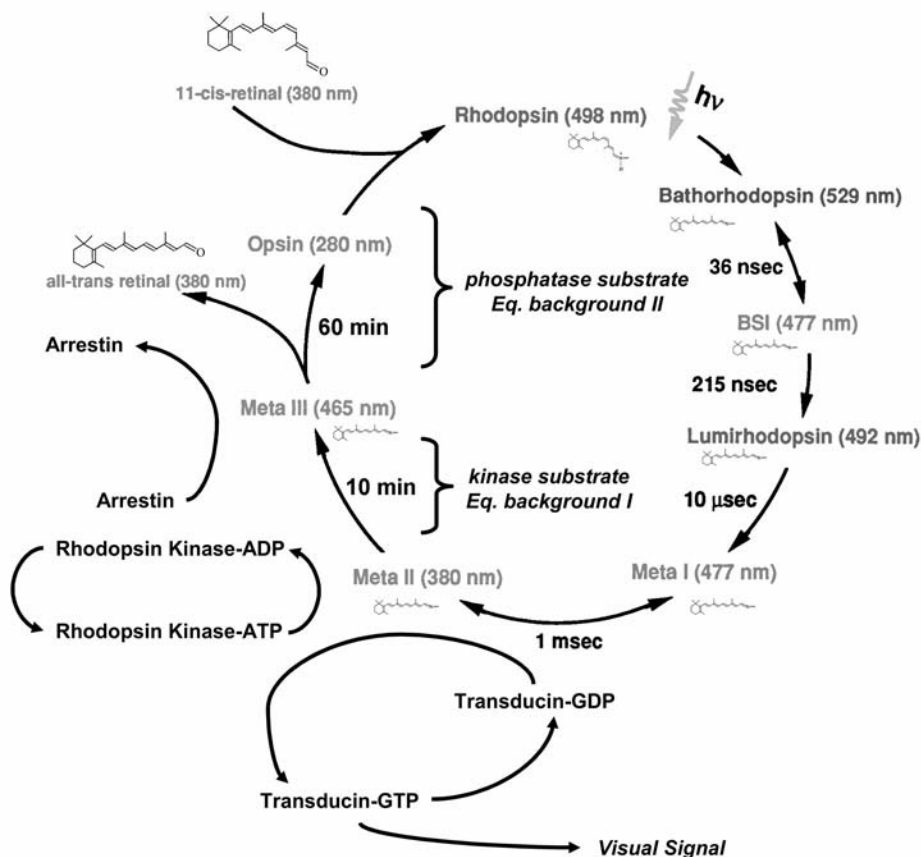 O
11-cis-retinal (380 nm)
hν
Rhodopsin (498 nm)
Bathorhodopsin (529 nm)
36 nsec
BSI (477 nm)
215 nsec
Lumirhodopsin (492 nm)
10 μsec
Meta I (477 nm)
1 msec
Meta II (380 nm)
10 min
kinase substrate
Eq. background I
Meta III (465 nm)
60 min
phosphatase substrate
Eq. background II
Opsin (280 nm)
O
all-trans retinal (380 nm)
Arrestin
Arrestin
Rhodopsin Kinase-ADP
Rhodopsin Kinase-ATP
Transducin-GDP
Transducin-GTP
Visual Signal